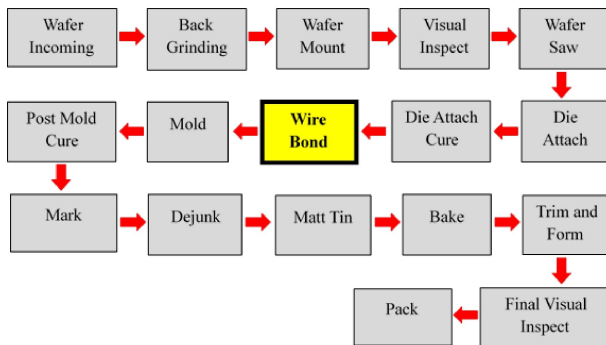 Wafer
Incoming
Back
Grinding
Wafer
Mount
Visual
Inspect
Wafer
Saw
Die
Attach
Die Attach
Cure
Wire
Bond
Mold
Post Mold
Cure
Mark
Dejunk
Matt Tin
Bake
Trim and
Form
Final Visual
Inspect
Pack